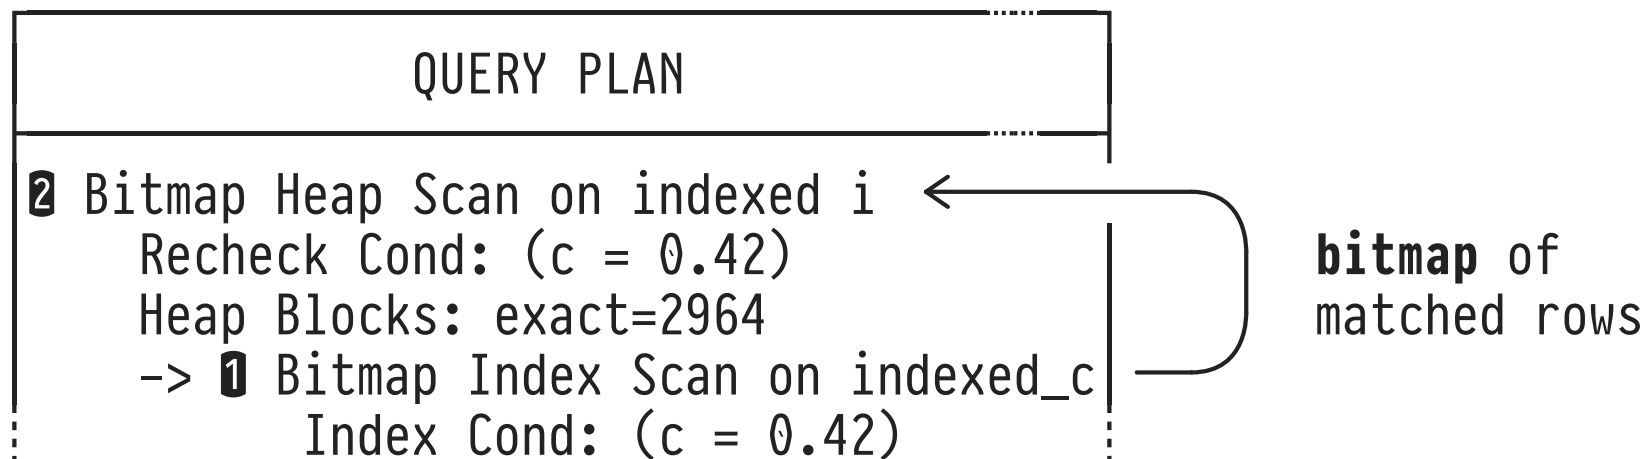 QUERY PLAN
2 Bitmap Heap Scan on indexed i
Recheck Cond: (c = 0.42)
Heap Blocks: exact=2964
-> 1 Bitmap Index Scan on indexed_c
Index Cond: (c = 0.42)
bitmap of
matched rows